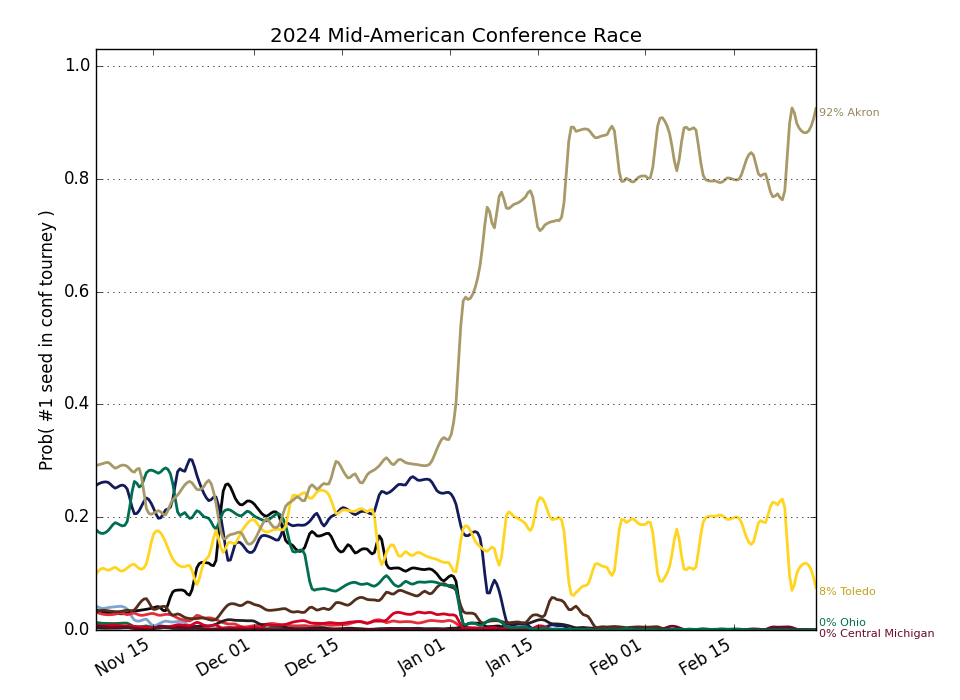 2024 Mid-American Conference Race
Prob( #1 seed in conf tourney )
1.0
0.8
0.6
0.4
0.2
0.0
Nov 15
Dec 01
Dec 15
Jan 01
Jan 15
Feb 01
Feb 15
92% Akron
8% Toledo
0% Ohio
0% Central Michigan